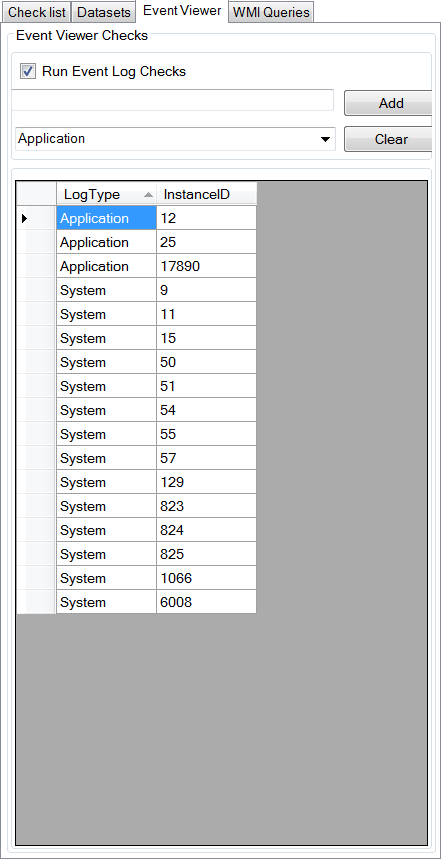 Check list Datasets Event Viewer WMI Queries
Event Viewer Checks
Run Event Log Checks
Add
Application Clear
LogType InstanceID
Application 12
Application 25
Application 17890
System 9
System 11
System 15
System 50
System 51
System 54
System 55
System 57
System 129
System 823
System 824
System 825
System 1066
System 6008